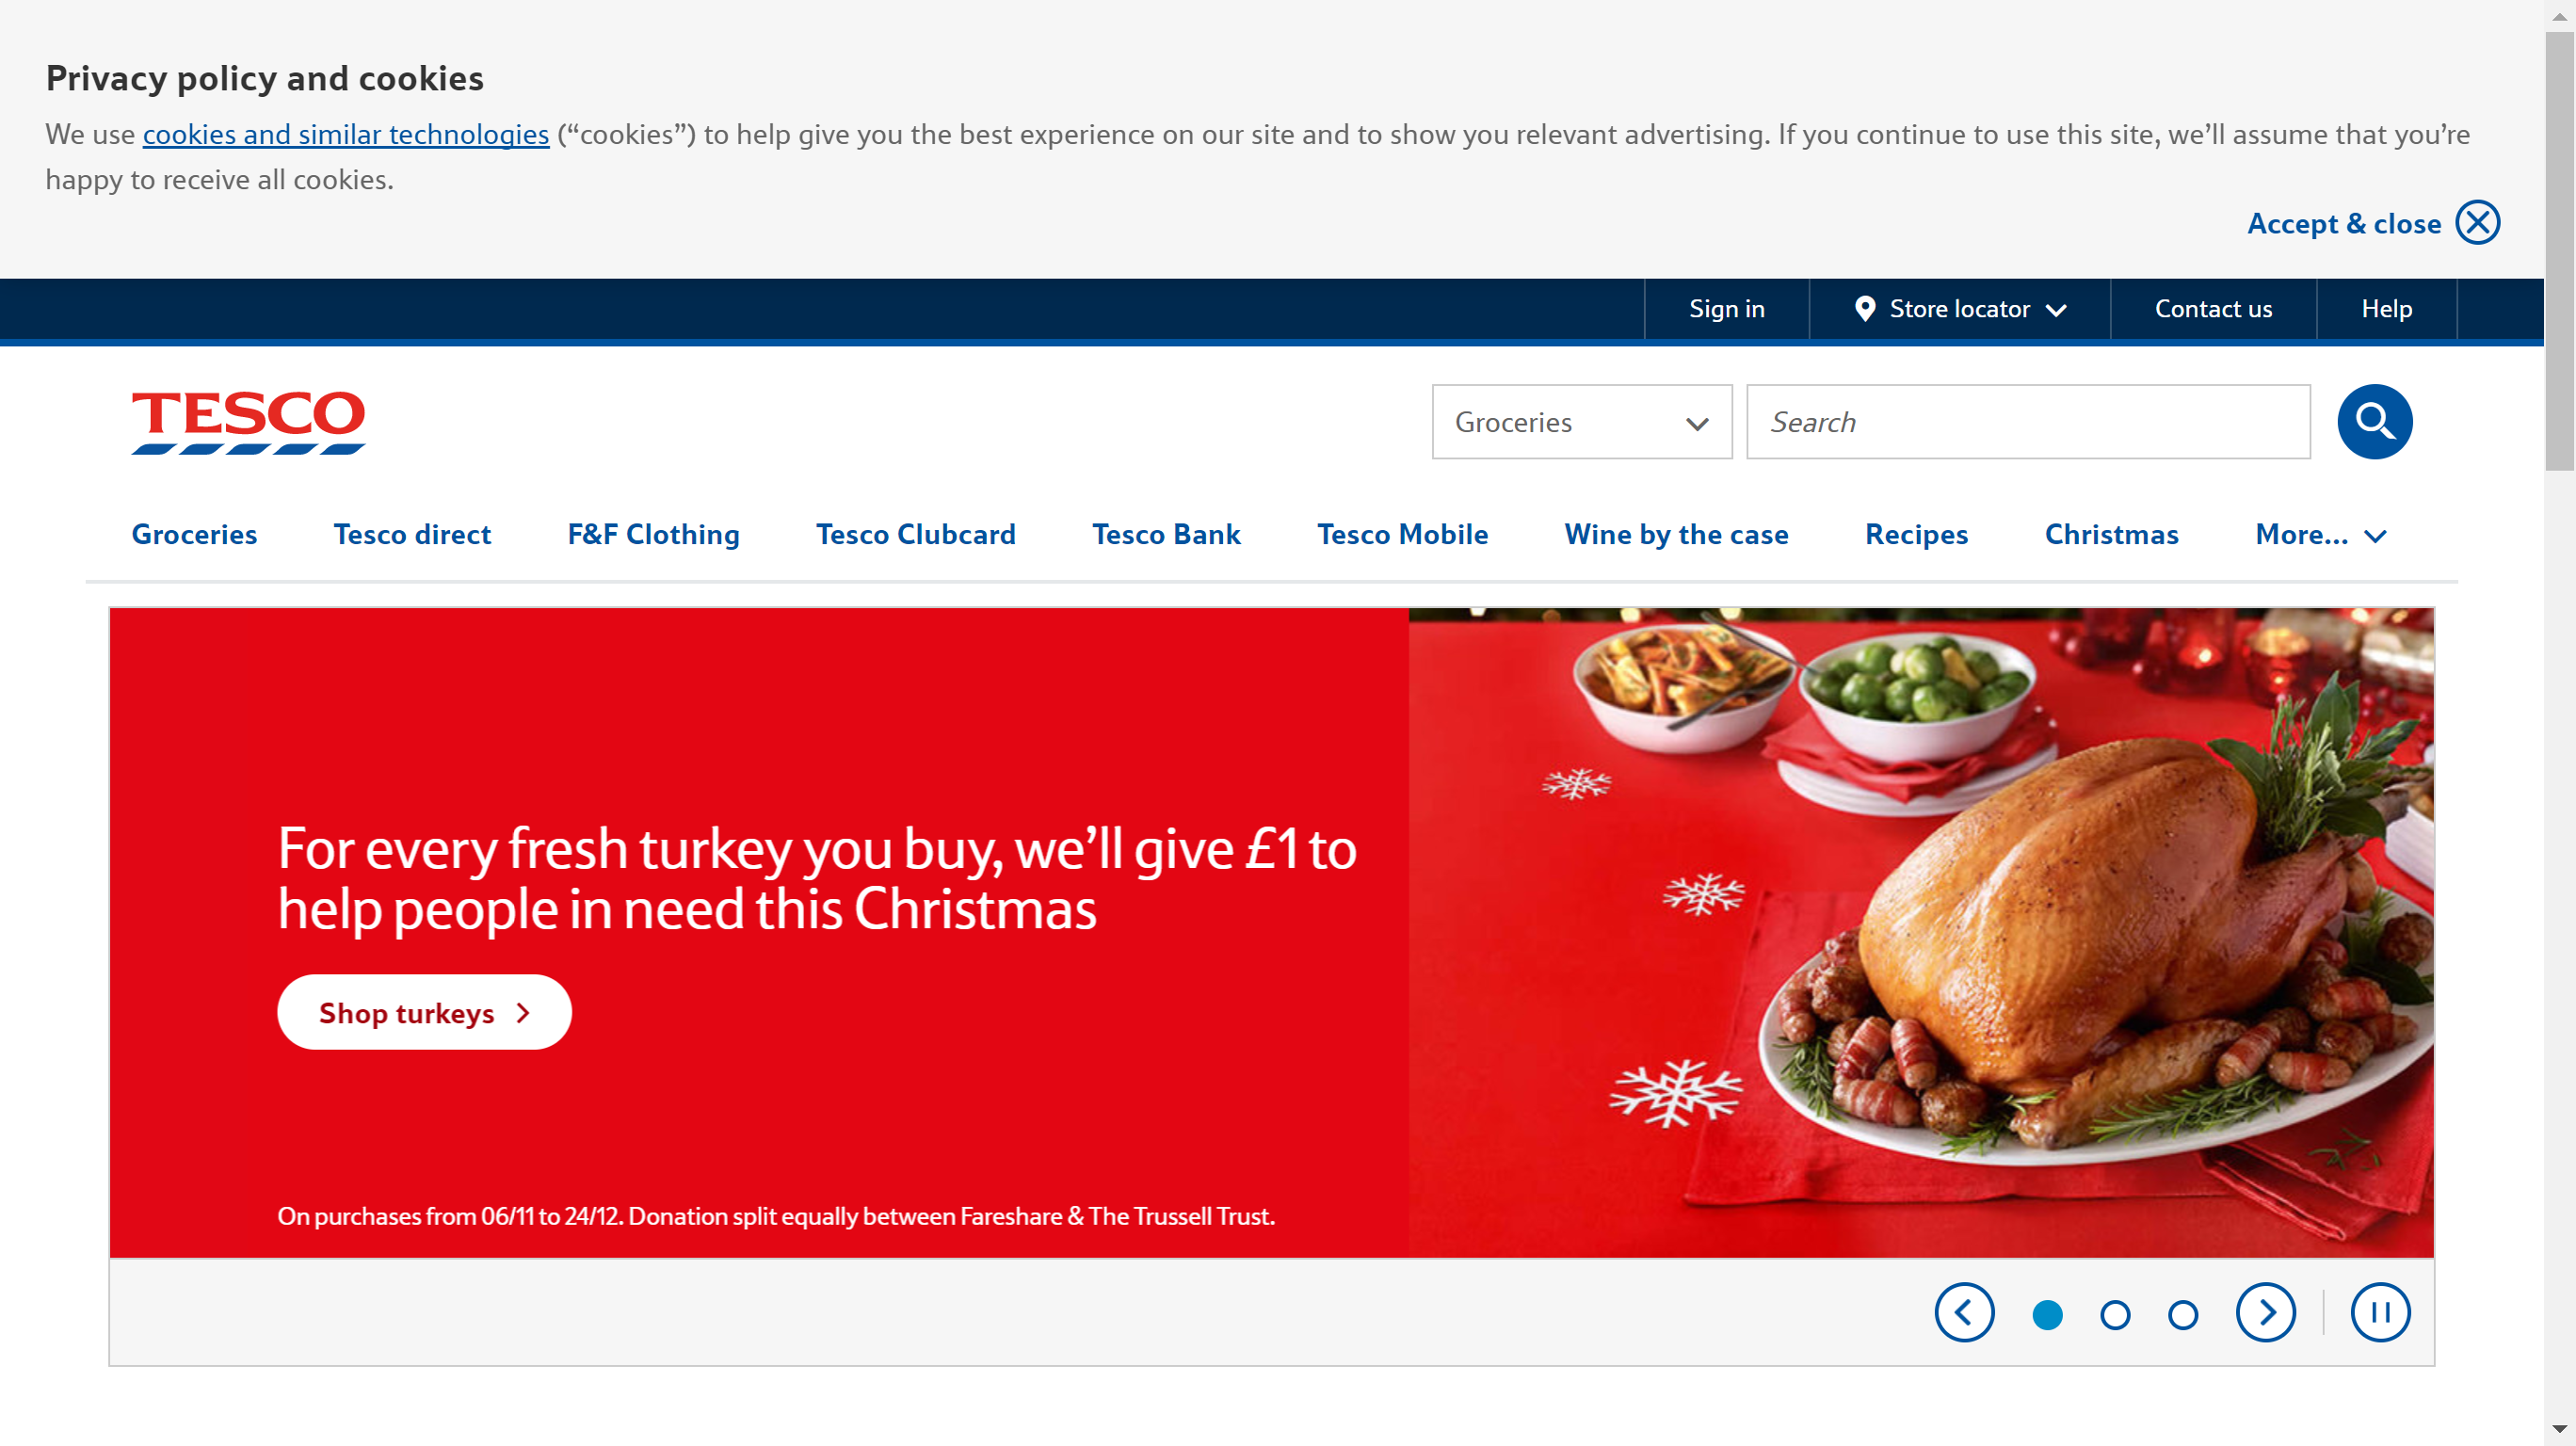 Privacy policy and cookies
We use cookies and similar technologies (“cookies”) to help give you the best experience on our site and to show you relevant advertising. If you continue to use this site, we’ll assume that you’re
happy to receive all cookies.
Accept & close
Sign in
Store locator
Contact us
Help
TESCO
Groceries
Search
Groceries
Tesco direct
F&F Clothing
Tesco Clubcard
Tesco Bank
Tesco Mobile
Wine by the case
Recipes
Christmas
More...
For every fresh turkey you buy, we’ll give £1 to
help people in need this Christmas
Shop turkeys
On purchases from 06/11 to 24/12. Donation split equally between Fareshare & The Trussell Trust.